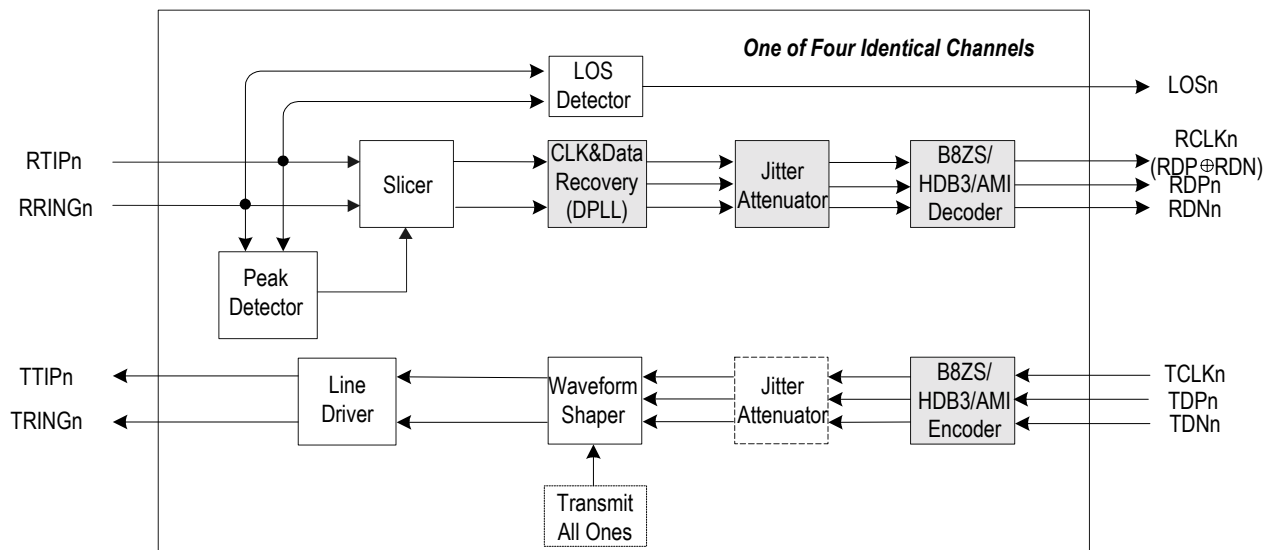 One of Four Identical Channels
LOS
Detector
LOSn
RTIPn
RRINGn
Slicer
CLK&Data
Recovery
(DPLL)
Jitter
Attenuator
B8ZS/
HDB3/AMI
Decoder
RCLKn
(RDP⊕RDN)
RDPn
RDNn
Peak
Detector
TTIPn
TRINGn
Line
Driver
Waveform
Shaper
Jitter
Attenuator
B8ZS/
HDB3/AMI
Encoder
TCLKn
TDPn
TDNn
Transmit
All Ones